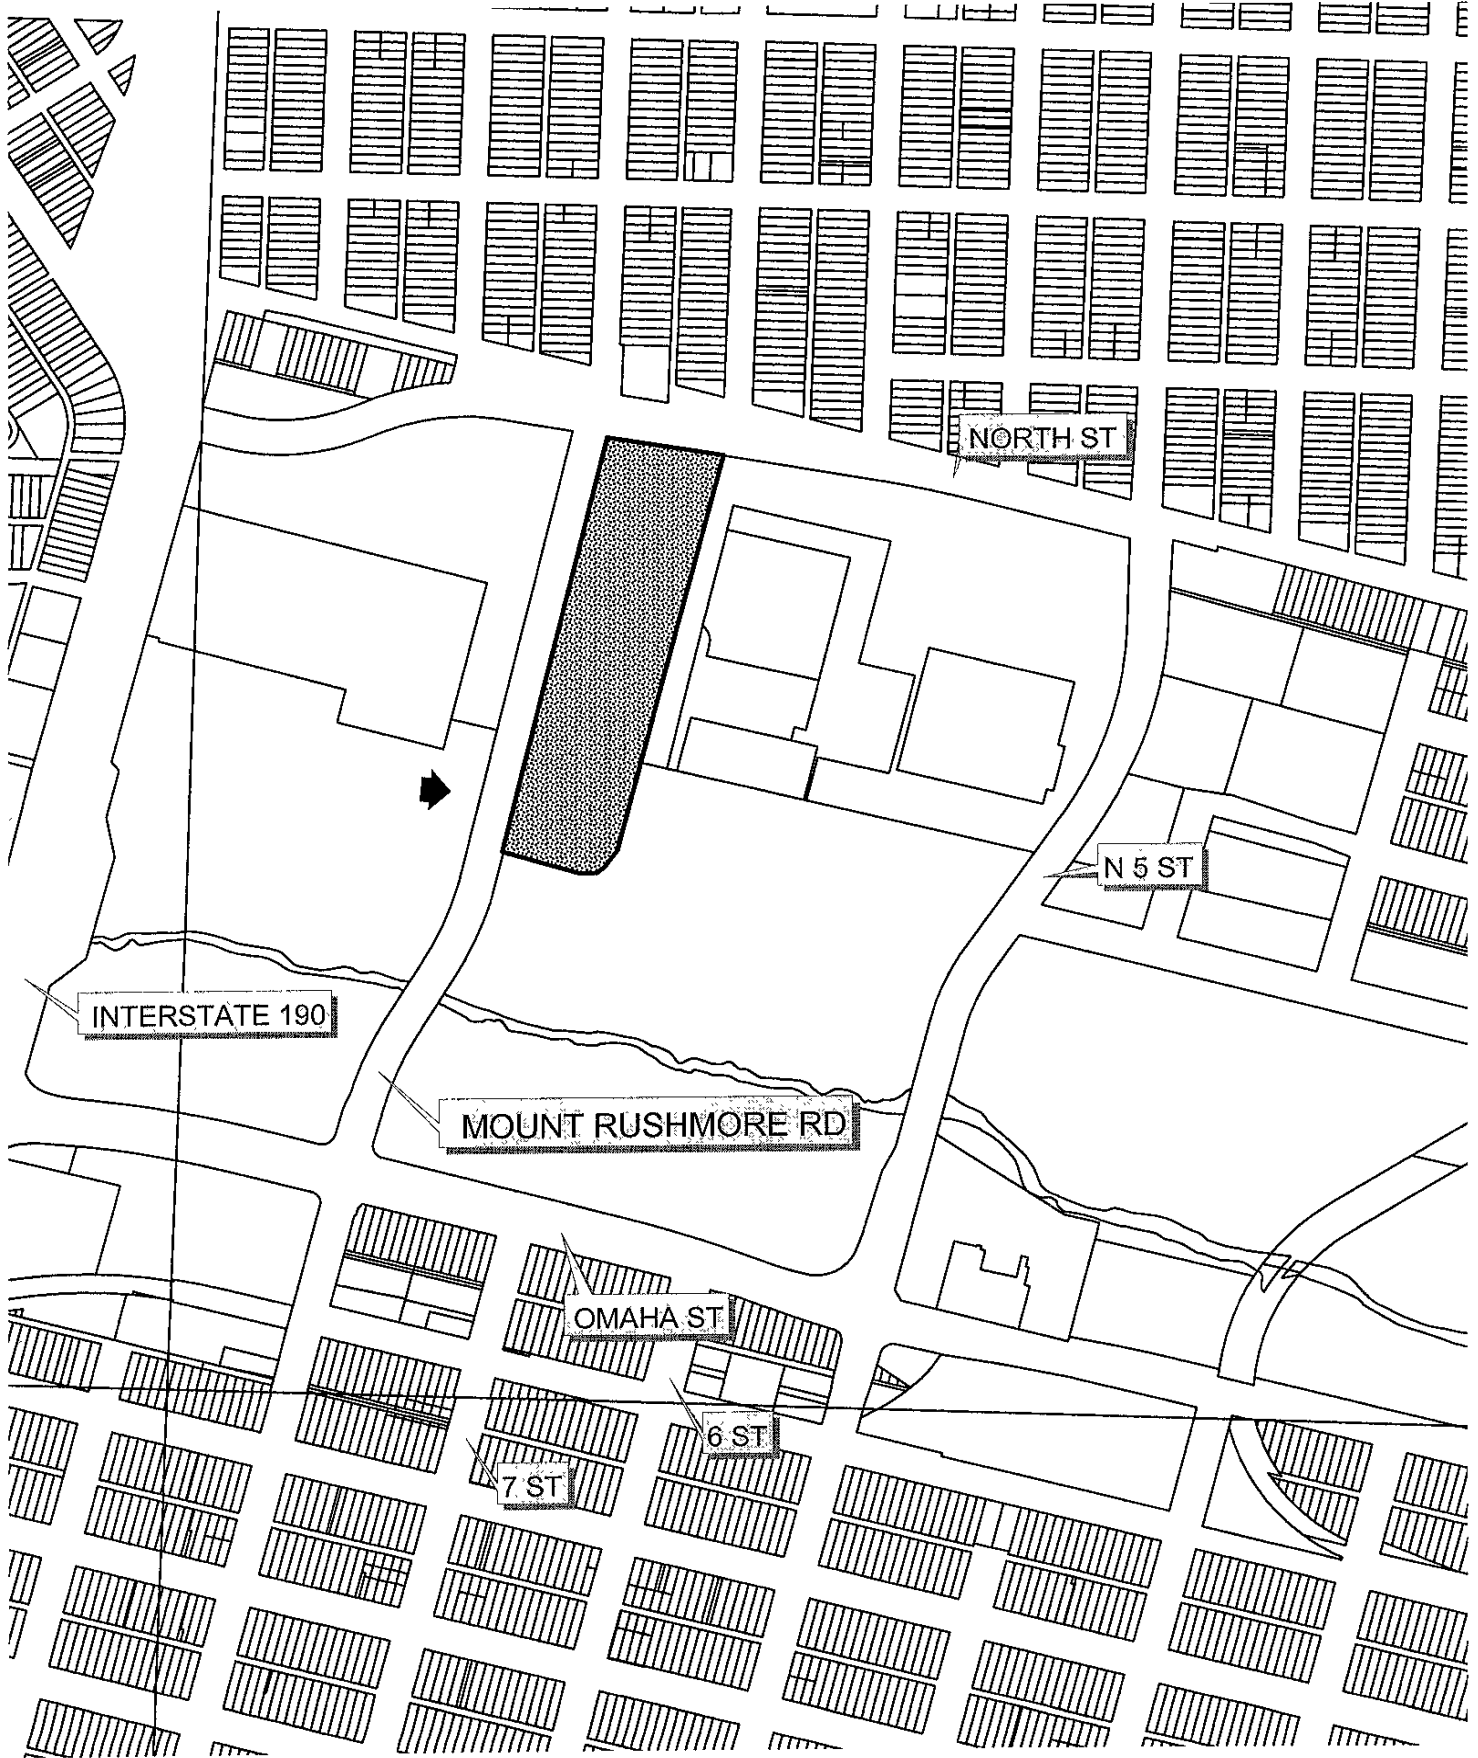 NORTH ST
N 5 ST
INTERSTATE 190
MOUNT RUSHMORE RD
OMAHA ST
6 ST
7 ST